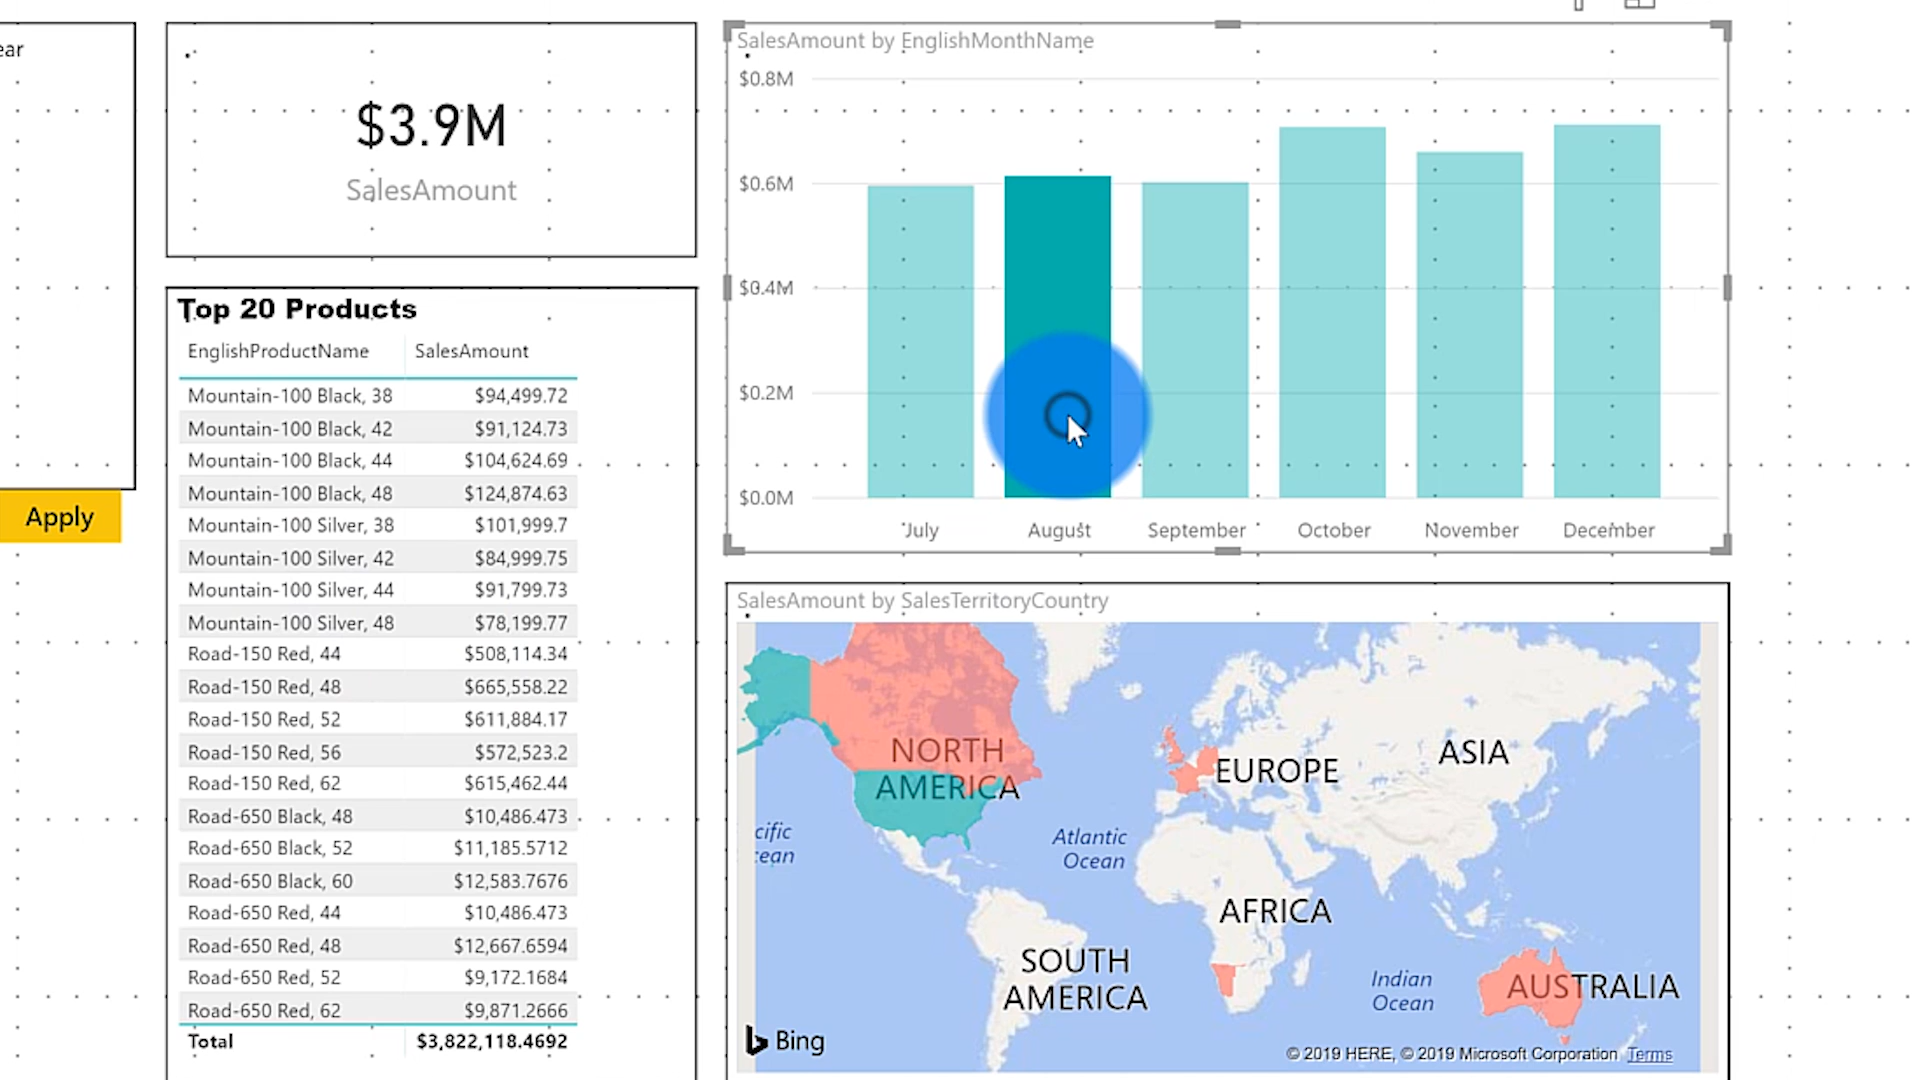 ear
Apply
$3.9M
SalesAmount
Top 20 Products
EnglishProductName SalesAmount
Mountain-100 Black, 38 $94,499.72
Mountain-100 Black, 42 $91,124.73
Mountain-100 Black, 44 $104,624.69
Mountain-100 Black, 48 $124,874.63
Mountain-100 Silver, 38 $101,999.7
Mountain-100 Silver, 42 $84,999.75
Mountain-100 Silver, 44 $91,799.73
Mountain-100 Silver, 48 $78,199.77
Road-150 Red, 44 $508,114.34
Road-150 Red, 48 $665,558.22
Road-150 Red, 52 $611,884.17
Road-150 Red, 56 $572,523.2
Road-150 Red, 62 $615,462.44
Road-650 Black, 48 $10,486.473
Road-650 Black, 52 $11,185.5712
Road-650 Black, 60 $12,583.7676
Road-650 Red, 44 $10,486.473
Road-650 Red, 48 $12,667.6594
Road-650 Red, 52 $9,172.1684
Road-650 Red, 62 $9,871.2666
Total $3,822,118.4692
SalesAmount by EnglishMonthName
$0.8M
$0.6M
$0.4M
$0.2M
$0.0M
July August September October November December
SalesAmount by SalesTerritoryCountry
NORTH
AMERICA
EUROPE
ASIA
cific
cean
Atlantic
Ocean
AFRICA
SOUTH
AMERICA
Indian
Ocean
AUSTRALIA
Bing
© 2019 HERE, © 2019 Microsoft Corporation Terms